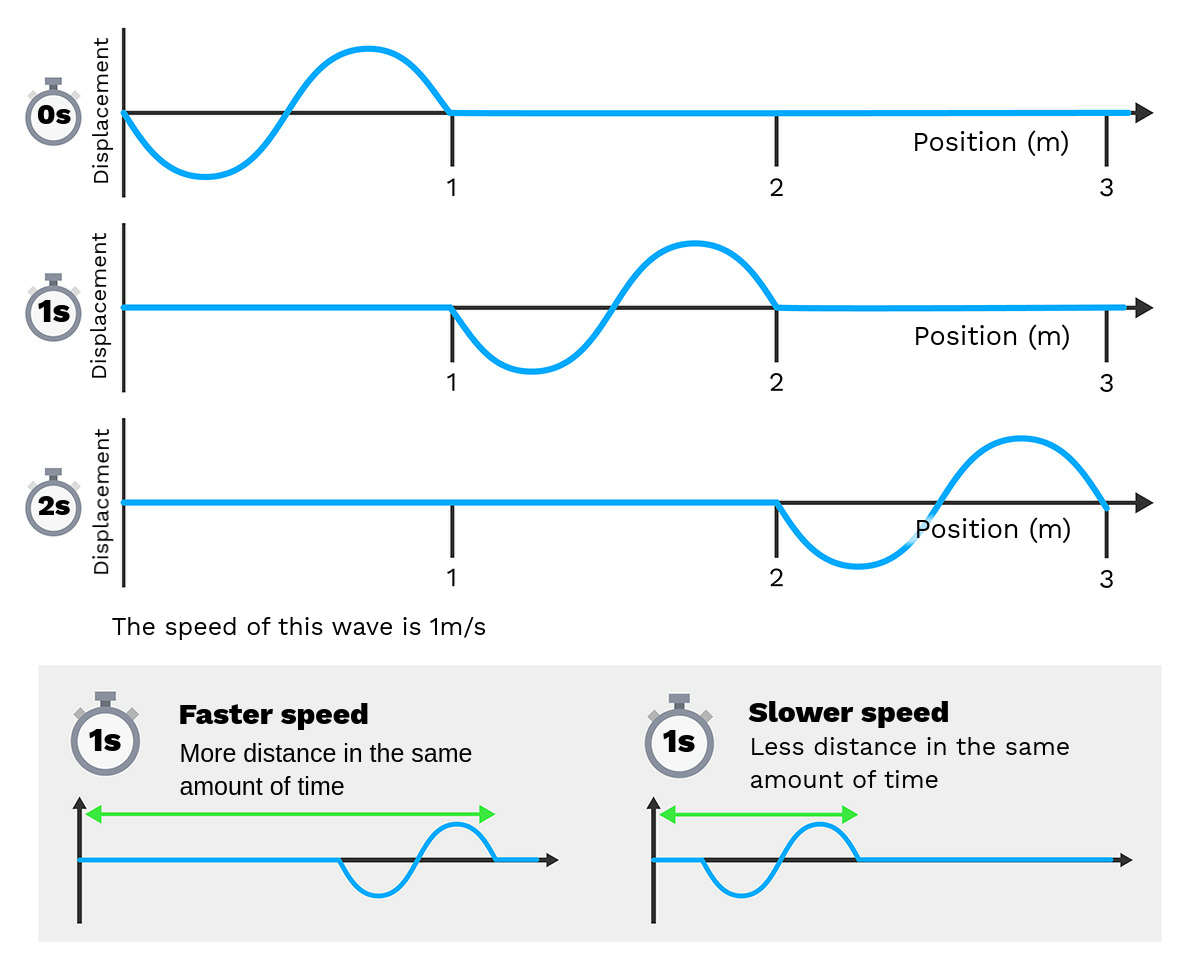 Displacement
0s
Position (m)
1
2
3
Displacement
1s
Position (m)
1
2
3
Displacement
2s
Position (m)
1
2
3
The speed of this wave is 1m/s
1s
Faster speed
More distance in the same
amount of time
1s
Slower speed
Less distance in the same
amount of time